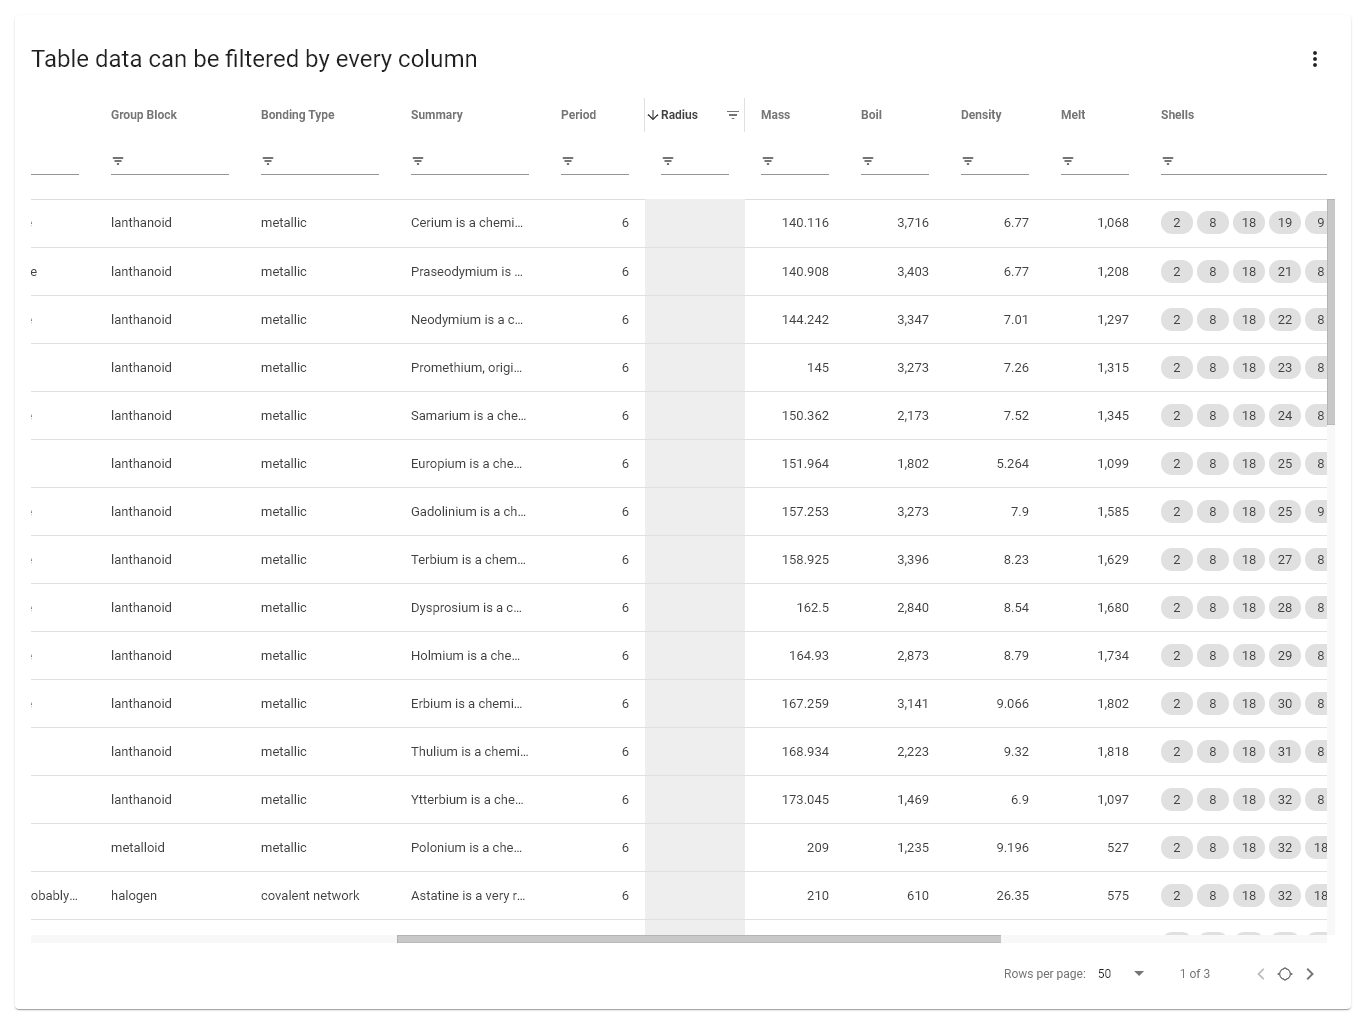 Table data can be filtered by every column
Group Block Bonding Type Summary Period Radius Mass Boil Density Melt Shells
lanthanoid metallic Cerium is a chemi… 6 140.116 3,716 6.77 1,068 2 8 18 19 9
e lanthanoid metallic Praseodymium is … 6 140.908 3,403 6.77 1,208 2 8 18 21 8
lanthanoid metallic Neodymium is a c… 6 144.242 3,347 7.01 1,297 2 8 18 22 8
lanthanoid metallic Promethium, origi… 6 145 3,273 7.26 1,315 2 8 18 23 8
lanthanoid metallic Samarium is a che… 6 150.362 2,173 7.52 1,345 2 8 18 24 8
lanthanoid metallic Europium is a che… 6 151.964 1,802 5.264 1,099 2 8 18 25 8
lanthanoid metallic Gadolinium is a ch… 6 157.253 3,273 7.9 1,585 2 8 18 25 9
lanthanoid metallic Terbium is a chem… 6 158.925 3,396 8.23 1,629 2 8 18 27 8
lanthanoid metallic Dysprosium is a c… 6 162.5 2,840 8.54 1,680 2 8 18 28 8
lanthanoid metallic Holmium is a che… 6 164.93 2,873 8.79 1,734 2 8 18 29 8
lanthanoid metallic Erbium is a chemi… 6 167.259 3,141 9.066 1,802 2 8 18 30 8
lanthanoid metallic Thulium is a chemi… 6 168.934 2,223 9.32 1,818 2 8 18 31 8
lanthanoid metallic Ytterbium is a che… 6 173.045 1,469 6.9 1,097 2 8 18 32 8
metalloid metallic Polonium is a che… 6 209 1,235 9.196 527 2 8 18 32 18
obably… halogen covalent network Astatine is a very r… 6 210 610 26.35 575 2 8 18 32 18
Rows per page: 50 1 of 3